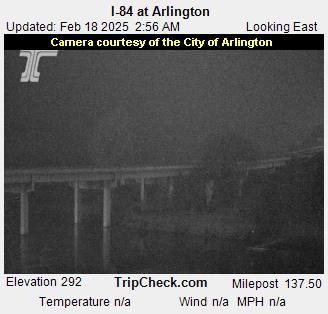 I-84 at Arlington
Updated: Feb 18 2025 2:56 AM Looking East
Camera courtesy of the City of Arlington
Elevation 292 TripCheck.com Milepost 137.50
Temperature n/a Wind n/a MPH n/a